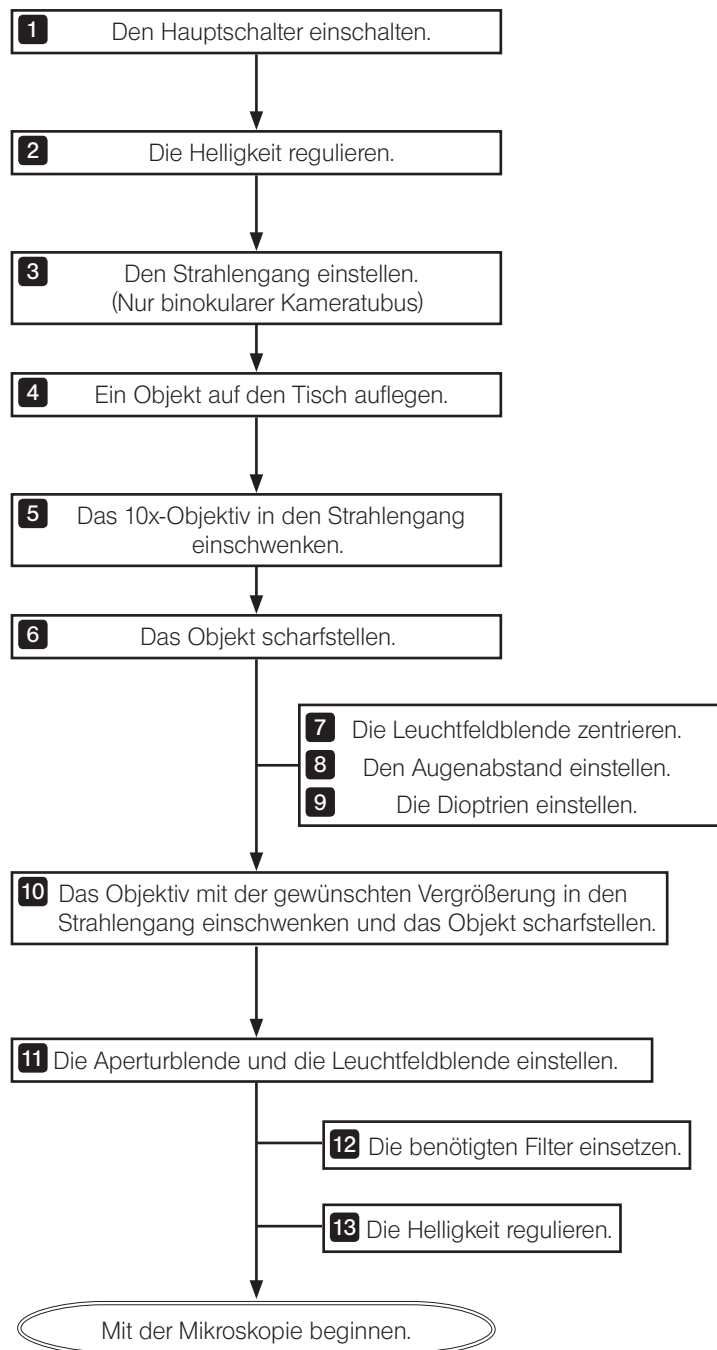 1 Den Hauptschalter einschalten.
2 Die Helligkeit regulieren.
3 Den Strahlengang einstellen.
(Nur binokularer Kameratubus)
4 Ein Objekt auf den Tisch auflegen.
5 Das 10x-Objektiv in den Strahlengang
einschwenken.
6 Das Objekt scharfstellen.
7 Die Leuchtfeldblende zentrieren.
8 Den Augenabstand einstellen.
9 Die Dioptrien einstellen.
10 Das Objektiv mit der gewünschten Vergrößerung in den
Strahlengang einschwenken und das Objekt scharfstellen.
11 Die Aperturblende und die Leuchtfeldblende einstellen.
12 Die benötigten Filter einsetzen.
13 Die Helligkeit regulieren.
Mit der Mikroskopie beginnen.